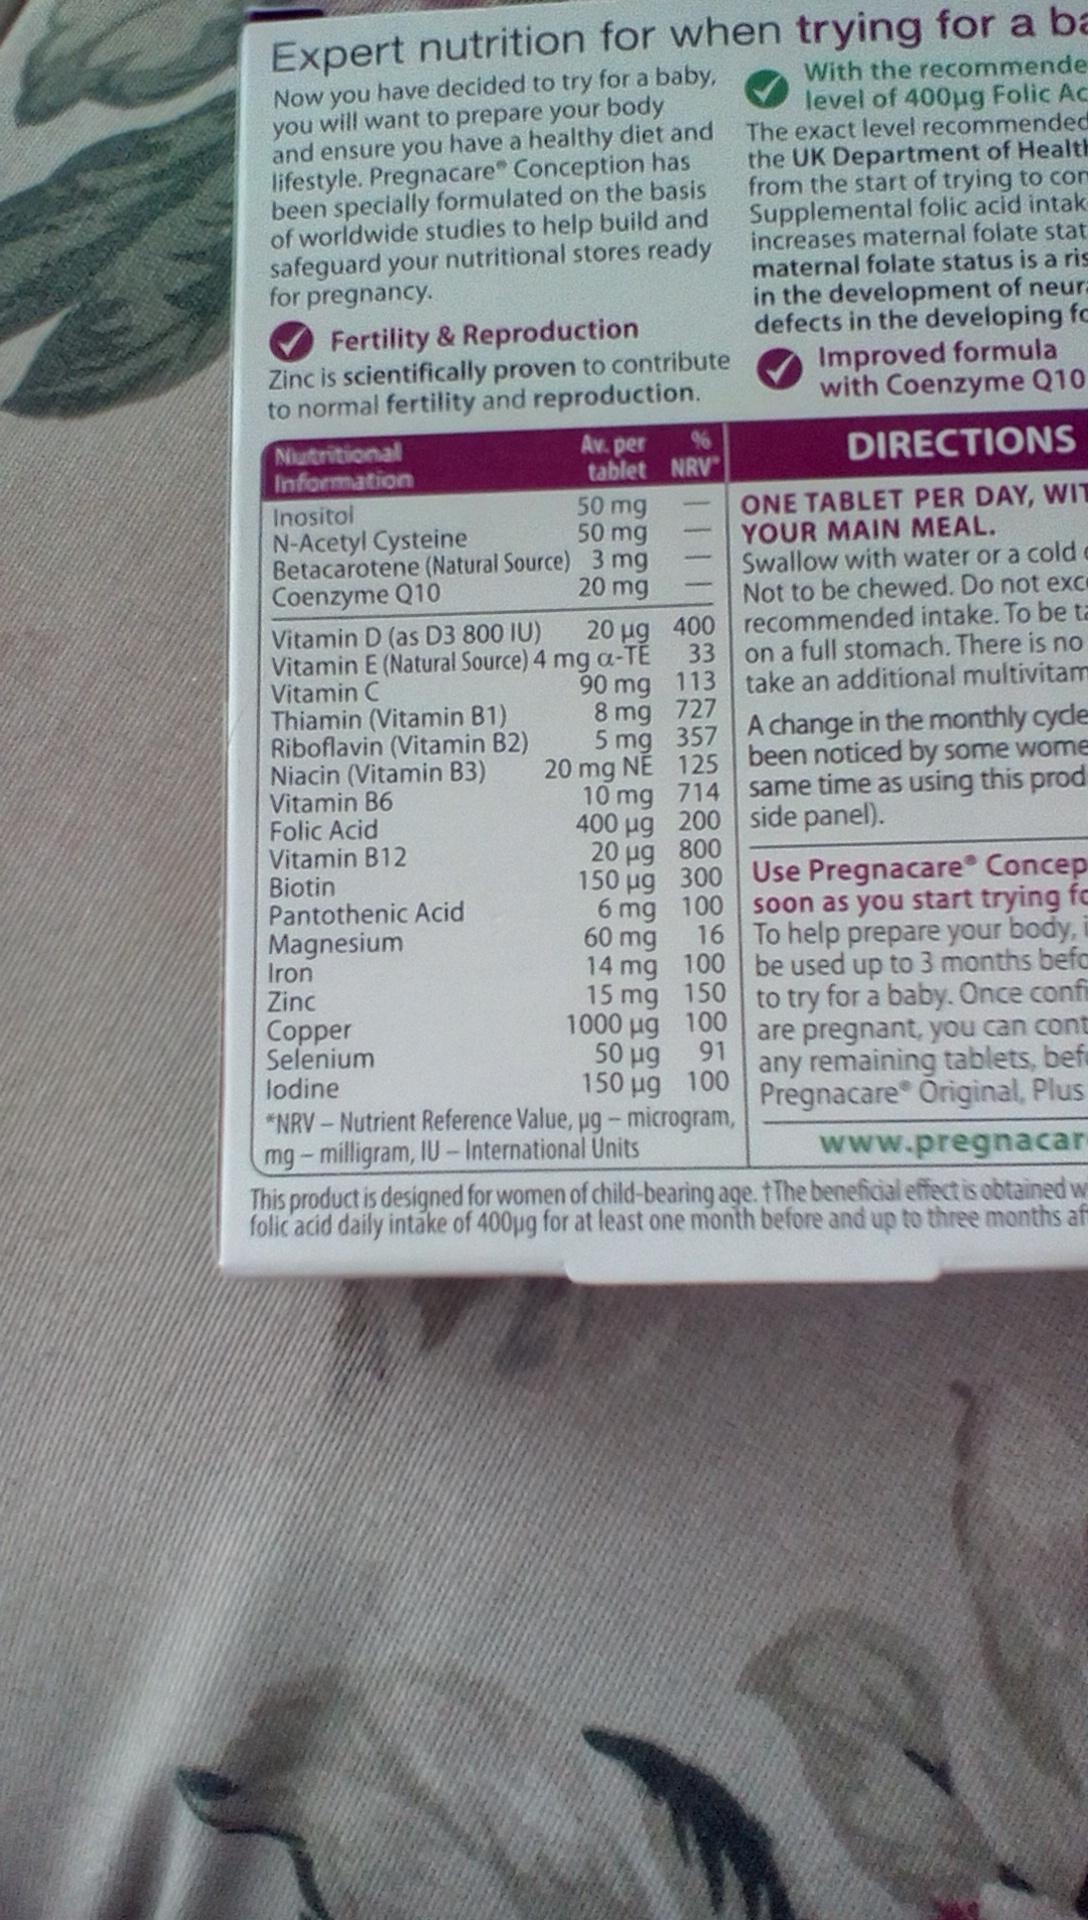 Expert nutrition for when trying for a ba
Now you have decided to try for a baby,
you will want to prepare your body
and ensure you have a healthy diet and
lifestyle. Pregnacare® Conception has
been specially formulated on the basis
of worldwide studies to help build and
safeguard your nutritional stores ready
for pregnancy.
Fertility & Reproduction
Zinc is scientifically proven to contribute
to normal fertility and reproduction.
With the recommende
level of 400µg Folic Ac
The exact level recommended
the UK Department of Health
from the start of trying to con
Supplemental folic acid intak
increases maternal folate stat
maternal folate status is a ris
in the development of neura
defects in the developing fo
Improved formula
with Coenzyme Q10
Nutritional Information Av. per tablet % NRV*
Inositol 50 mg —
N-Acetyl Cysteine 50 mg —
Betacarotene (Natural Source) 3 mg —
Coenzyme Q10 20 mg —
Vitamin D (as D3 800 IU) 20 µg 400
Vitamin E (Natural Source) 4 mg α-TE 33
Vitamin C 90 mg 113
Thiamin (Vitamin B1) 8 mg 727
Riboflavin (Vitamin B2) 5 mg 357
Niacin (Vitamin B3) 20 mg NE 125
Vitamin B6 10 mg 714
Folic Acid 400 µg 200
Vitamin B12 20 µg 800
Biotin 150 µg 300
Pantothenic Acid 6 mg 100
Magnesium 60 mg 16
Iron 14 mg 100
Zinc 15 mg 150
Copper 1000 µg 100
Selenium 50 µg 91
Iodine 150 µg 100
*NRV – Nutrient Reference Value, µg – microgram,
mg – milligram, IU – International Units
DIRECTIONS
ONE TABLET PER DAY, WIT
YOUR MAIN MEAL.
Swallow with water or a cold
Not to be chewed. Do not exc
recommended intake. To be ta
on a full stomach. There is no
take an additional multivitam
A change in the monthly cycle
been noticed by some wome
same time as using this prod
side panel).
Use Pregnacare® Concep
soon as you start trying fo
To help prepare your body,
be used up to 3 months befo
to try for a baby. Once confi
are pregnant, you can cont
any remaining tablets, befo
Pregnacare® Original, Plus
www.pregnacar
This product is designed for women of child-bearing age. †The beneficial effect is obtained w
folic acid daily intake of 400µg for at least one month before and up to three months af